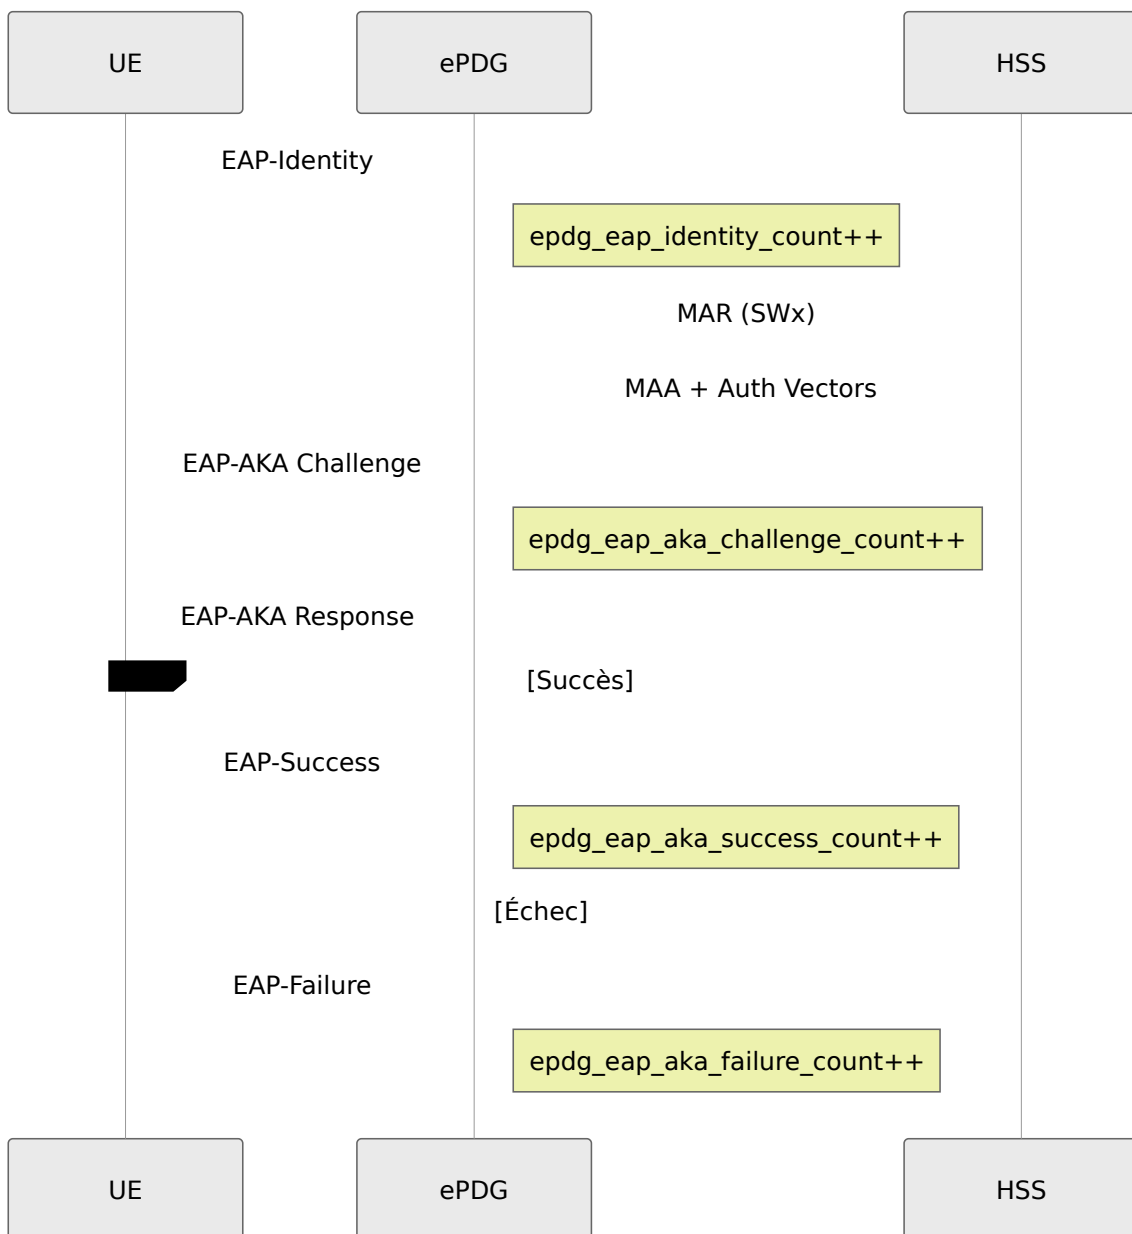 UE
ePDG
HSS
EAP-Identity
epdg_eap_identity_count++
MAR (SWx)
MAA + Auth Vectors
EAP-AKA Challenge
epdg_eap_aka_challenge_count++
EAP-AKA Response
[Succès]
EAP-Success
epdg_eap_aka_success_count++
[Échec]
EAP-Failure
epdg_eap_aka_failure_count++
UE
ePDG
HSS